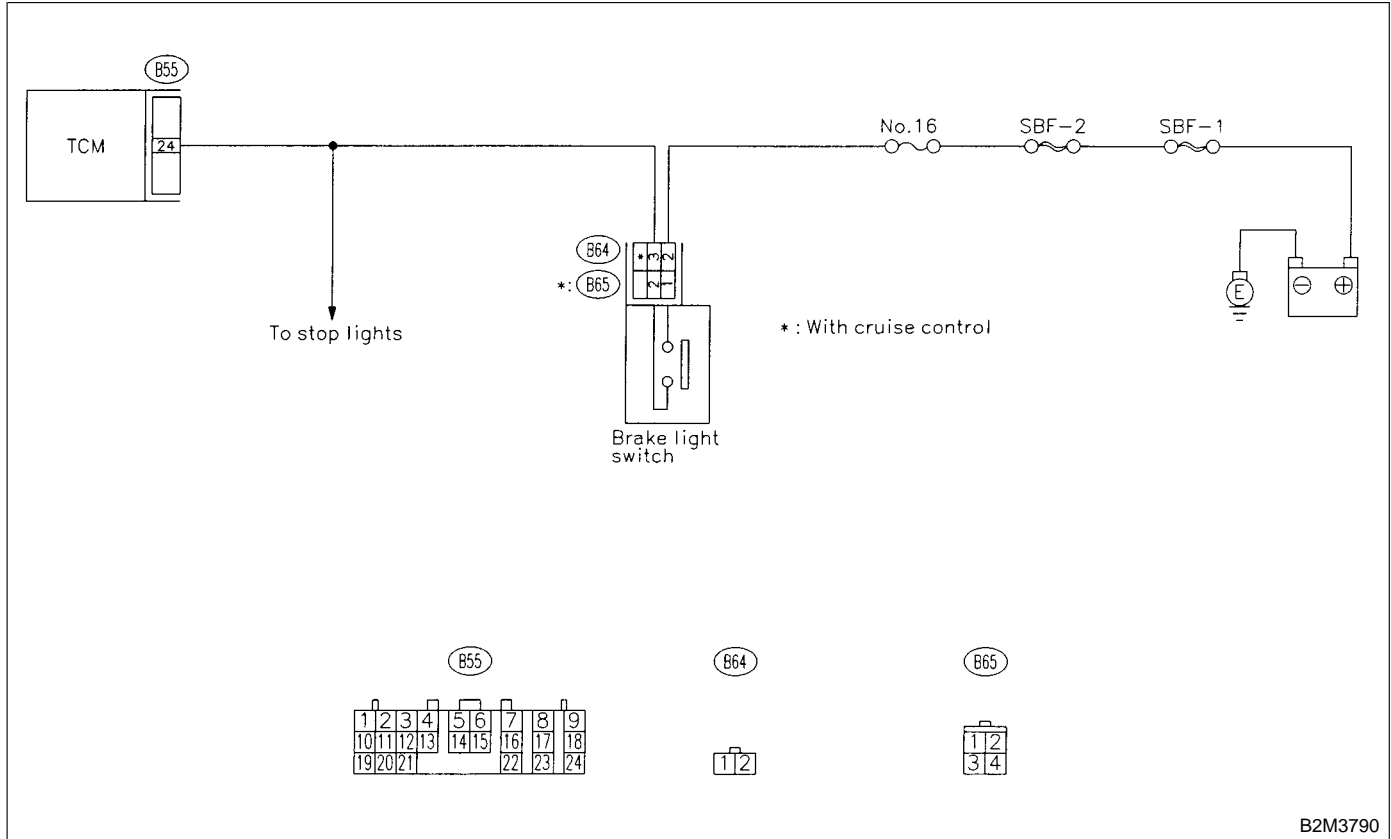 B55
TCM
24
No.16
SBF-2
SBF-1
B64
* 3 2
*: B65
2 1
E
⊖ ⊕
To stop lights
* : With cruise control
Brake light
switch
B55
B64
B65
1 2 3 4 5 6 7 8 9
10 11 12 13 14 15 16 17 18
19 20 21 22 23 24
1 2
1 2
3 4
B2M3790